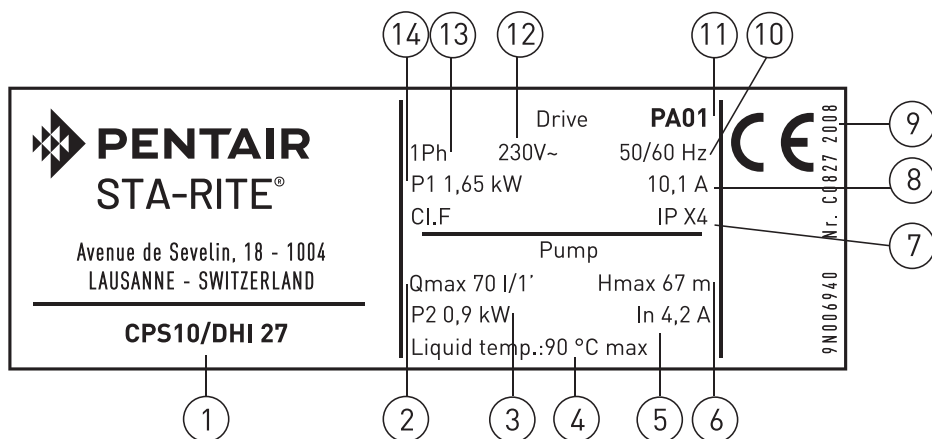 14 13 12 11 10
PENTAIR
STA-RITE®
Avenue de Sevelin, 18 - 1004
LAUSANNE - SWITZERLAND
CPS10/DHI 27
Drive PA01
1Ph 230V~ 50/60 Hz
P1 1,65 kW 10,1 A
Cl.F IP X4
Pump
Qmax 70 l/1' Hmax 67 m
P2 0,9 kW In 4,2 A
Liquid temp.:90 °C max
CE
9N006940 Nr. C0827 2008
9
8
7
1 2 3 4 5 6